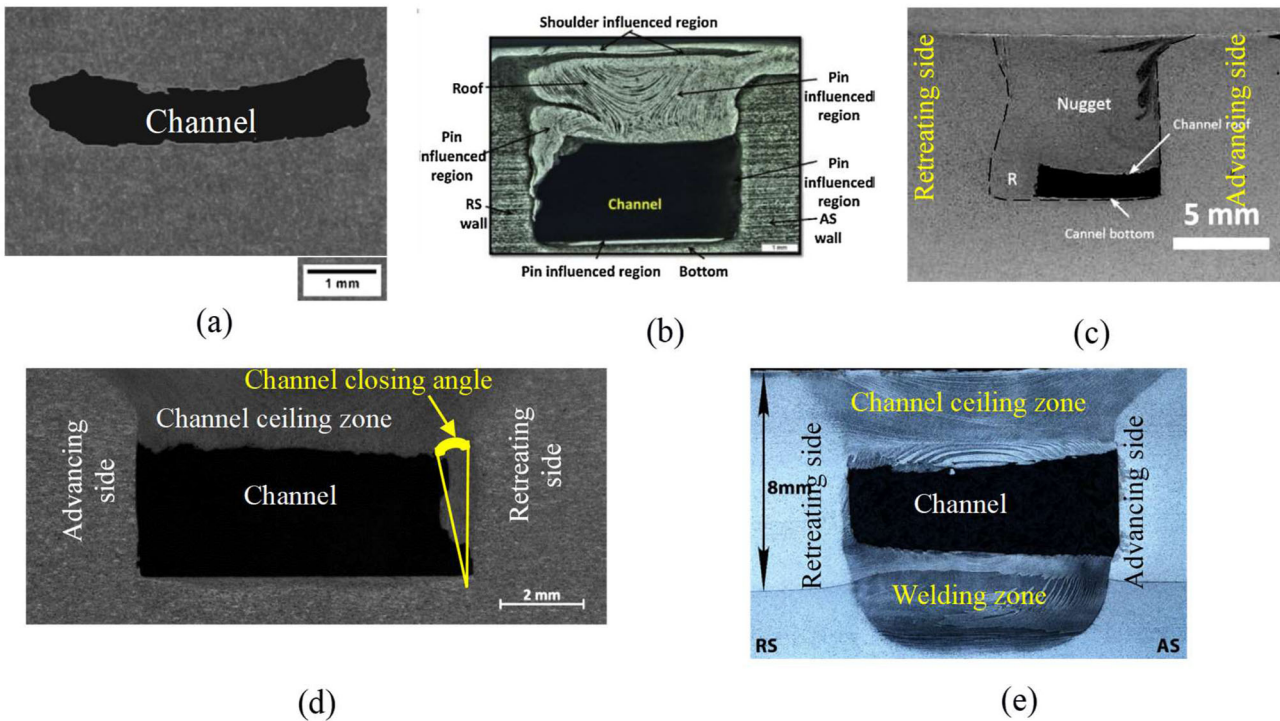 Channel
1 mm
(a)
Shoulder influenced region
Roof
Pin
influenced
region
Pin
influenced
region
Pin
influenced
region
RS
wall
Channel
AS
wall
1 mm
Pin influenced region
Bottom
(b)
Retreating side
Nugget
Channel roof
R
Advancing side
5 mm
Cannel bottom
(c)
Channel closing angle
Channel ceiling zone
Advancing
side
Channel
Retreating
side
2 mm
(d)
Channel ceiling zone
Retreating side
8mm
Channel
Advancing side
Welding zone
RS
AS
(e)